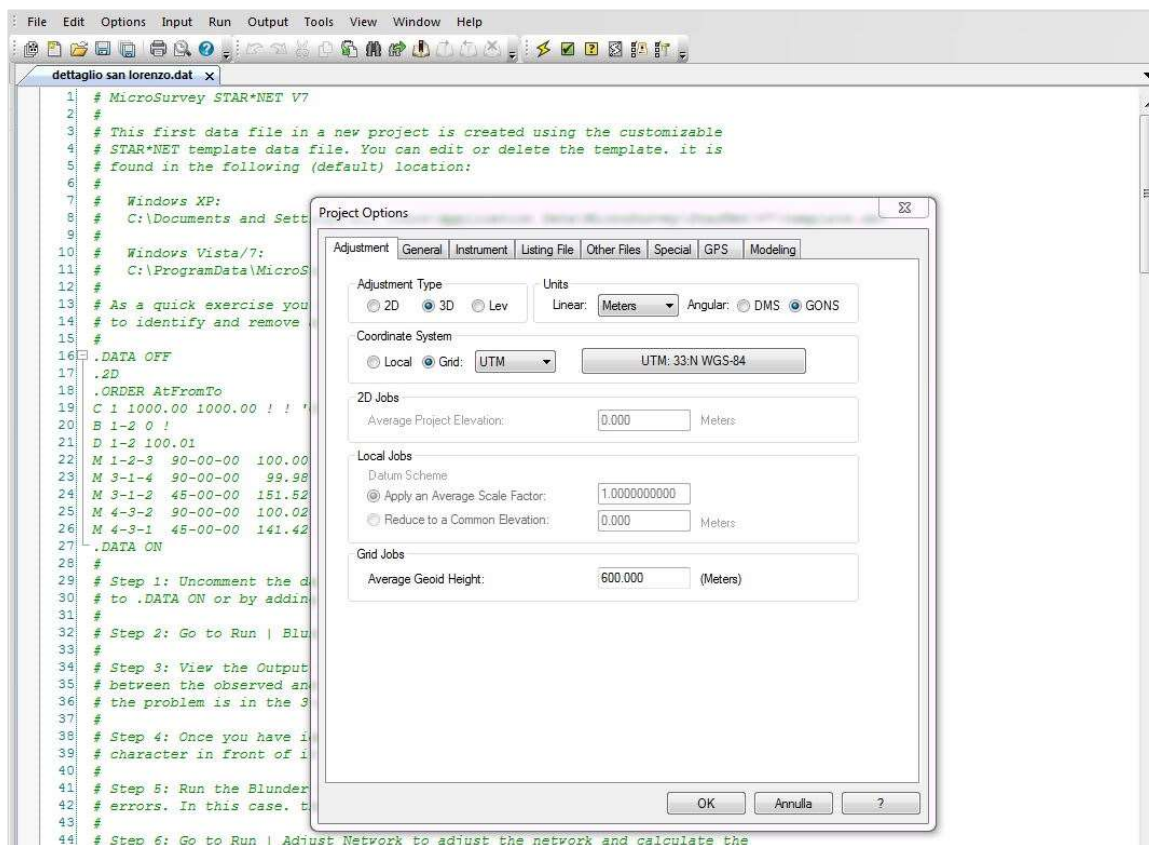 File Edit Options Input Run Output Tools View Window Help
dettaglio san lorenzo.dat x
1 # MicroSurvey STAR*NET V7
2 #
3 # This first data file in a new project is created using the customizable
4 # STAR*NET template data file. You can edit or delete the template. it is
5 # found in the following (default) location:
6 #
7 # Windows XP:
8 # C:\Documents and Sett
9 #
10 # Windows Vista/7:
11 # C:\ProgramData\MicroS
12 #
13 # As a quick exercise you
14 # to identify and remove
15 #
16 .DATA OFF
17 .2D
18 .ORDER AtFromTo
19 C 1 1000.00 1000.00 ! ! '
20 B 1-2 0 !
21 D 1-2 100.01
22 M 1-2-3 90-00-00 100.00
23 M 3-1-4 90-00-00 99.98
24 M 3-1-2 45-00-00 151.52
25 M 4-3-2 90-00-00 100.02
26 M 4-3-1 45-00-00 141.42
27 .DATA ON
28 #
29 # Step 1: Uncomment the d
30 # to .DATA ON or by addin
31 #
32 # Step 2: Go to Run | Blu
33 #
34 # Step 3: View the Output
35 # between the observed an
36 # the problem is in the 3
37 #
38 # Step 4: Once you have i
39 # character in front of i
40 #
41 # Step 5: Run the Blunder
42 # errors. In this case. t
43 #
44 # Step 6: Go to Run | Adjust Network to adjust the network and calculate the
Project Options
Adjustment General Instrument Listing File Other Files Special GPS Modeling
Adjustment Type
2D 3D Lev
Units
Linear: Meters Angular: DMS GONS
Coordinate System
Local Grid: UTM UTM: 33:N WGS-84
2D Jobs
Average Project Elevation: 0.000 Meters
Local Jobs
Datum Scheme
Apply an Average Scale Factor: 1.0000000000
Reduce to a Common Elevation: 0.000 Meters
Grid Jobs
Average Geoid Height: 600.000 (Meters)
OK Annulla ?